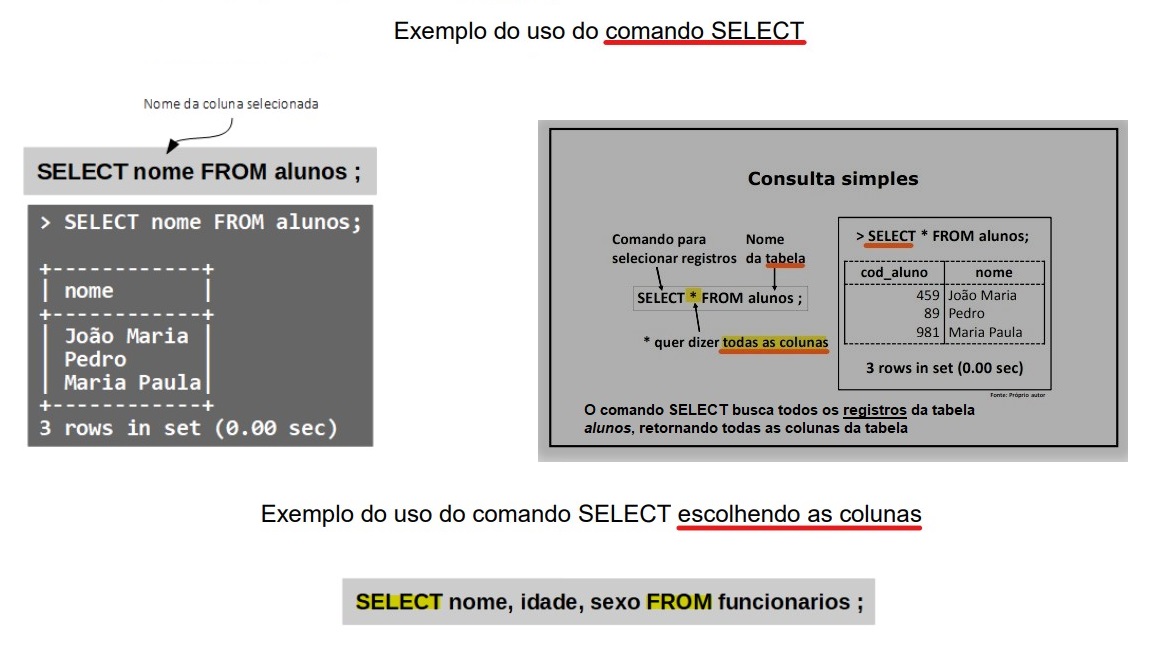 Exemplo do uso do comando SELECT
Nome da coluna selecionada
SELECT nome FROM alunos ;
> SELECT nome FROM alunos;
+------------+
| nome |
+------------+
| João Maria |
| Pedro |
| Maria Paula|
+------------+
3 rows in set (0.00 sec)
Consulta simples
Comando para
selecionar registros
Nome
da tabela
SELECT * FROM alunos ;
* quer dizer todas as colunas
> SELECT * FROM alunos;
cod_aluno nome
459 João Maria
89 Pedro
981 Maria Paula
3 rows in set (0.00 sec)
Fonte: Próprio autor
O comando SELECT busca todos os registros da tabela
alunos, retornando todas as colunas da tabela
Exemplo do uso do comando SELECT escolhendo as colunas
SELECT nome, idade, sexo FROM funcionarios ;